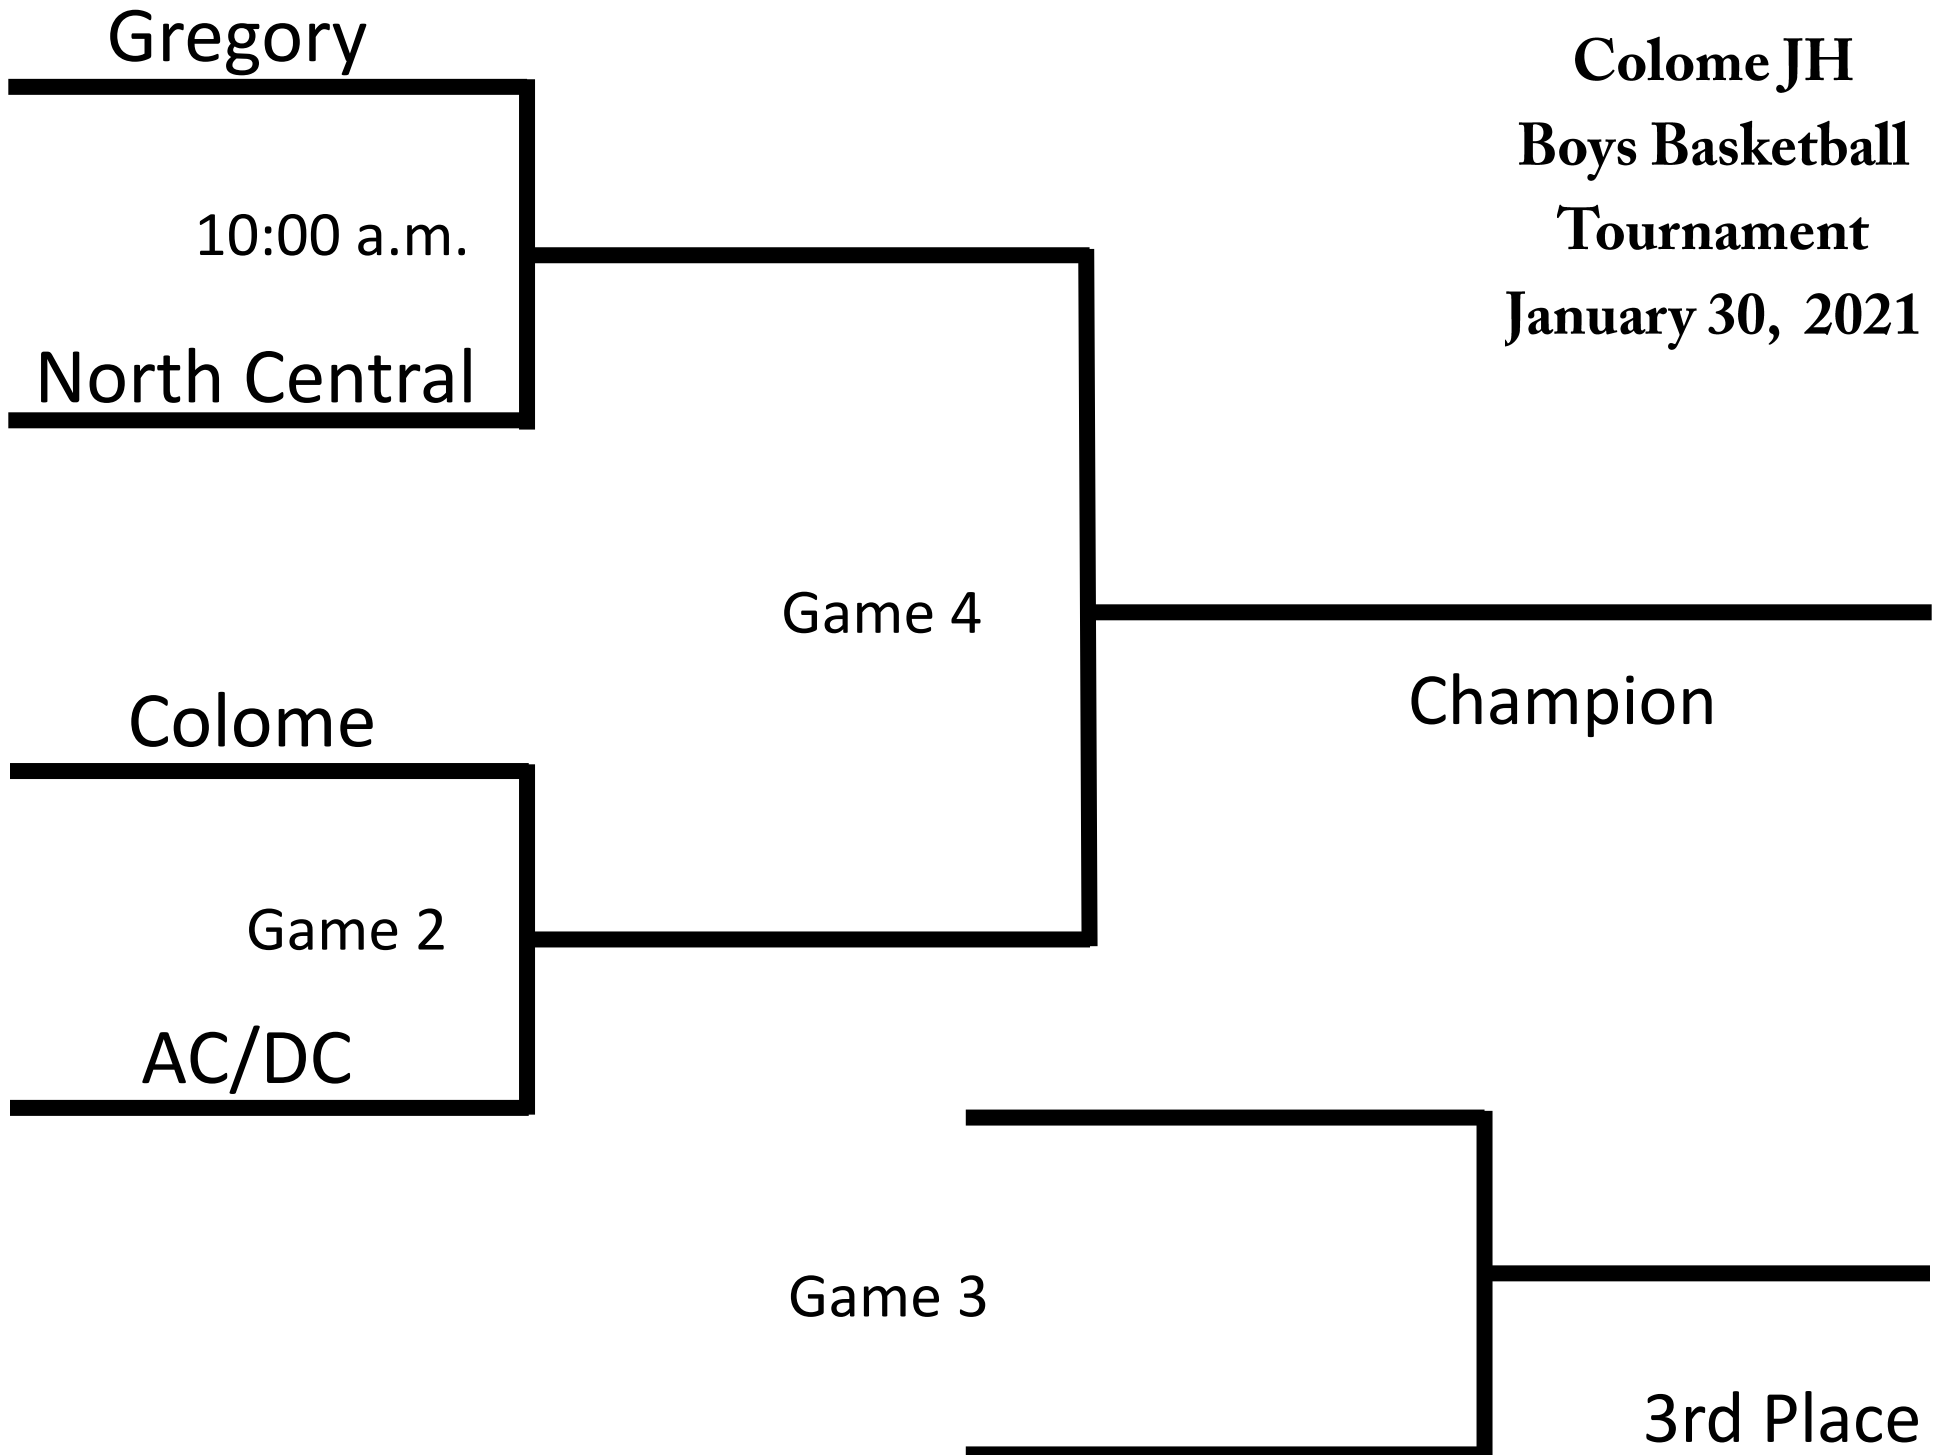 Gregory
Colome JH
Boys Basketball
Tournament
January 30, 2021
10:00 a.m.
North Central
Game 4
Champion
Colome
Game 2
AC/DC
Game 3
3rd Place